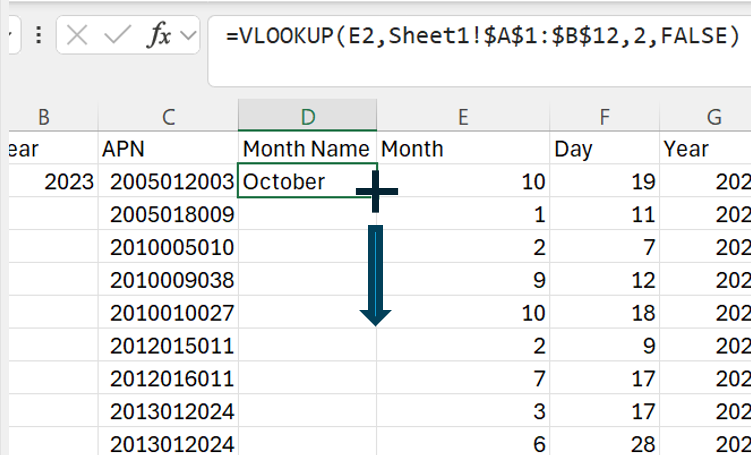 fx =VLOOKUP(E2,Sheet1!$A$1:$B$12,2,FALSE)
B C D E F G
ear APN Month Name Month Day Year
2023 2005012003 October 10 19 202
2005018009 1 11 202
2010005010 2 7 202
2010009038 9 12 202
2010010027 10 18 202
2012015011 2 9 202
2012016011 7 17 202
2013012024 3 17 202
2013012024 6 28 202